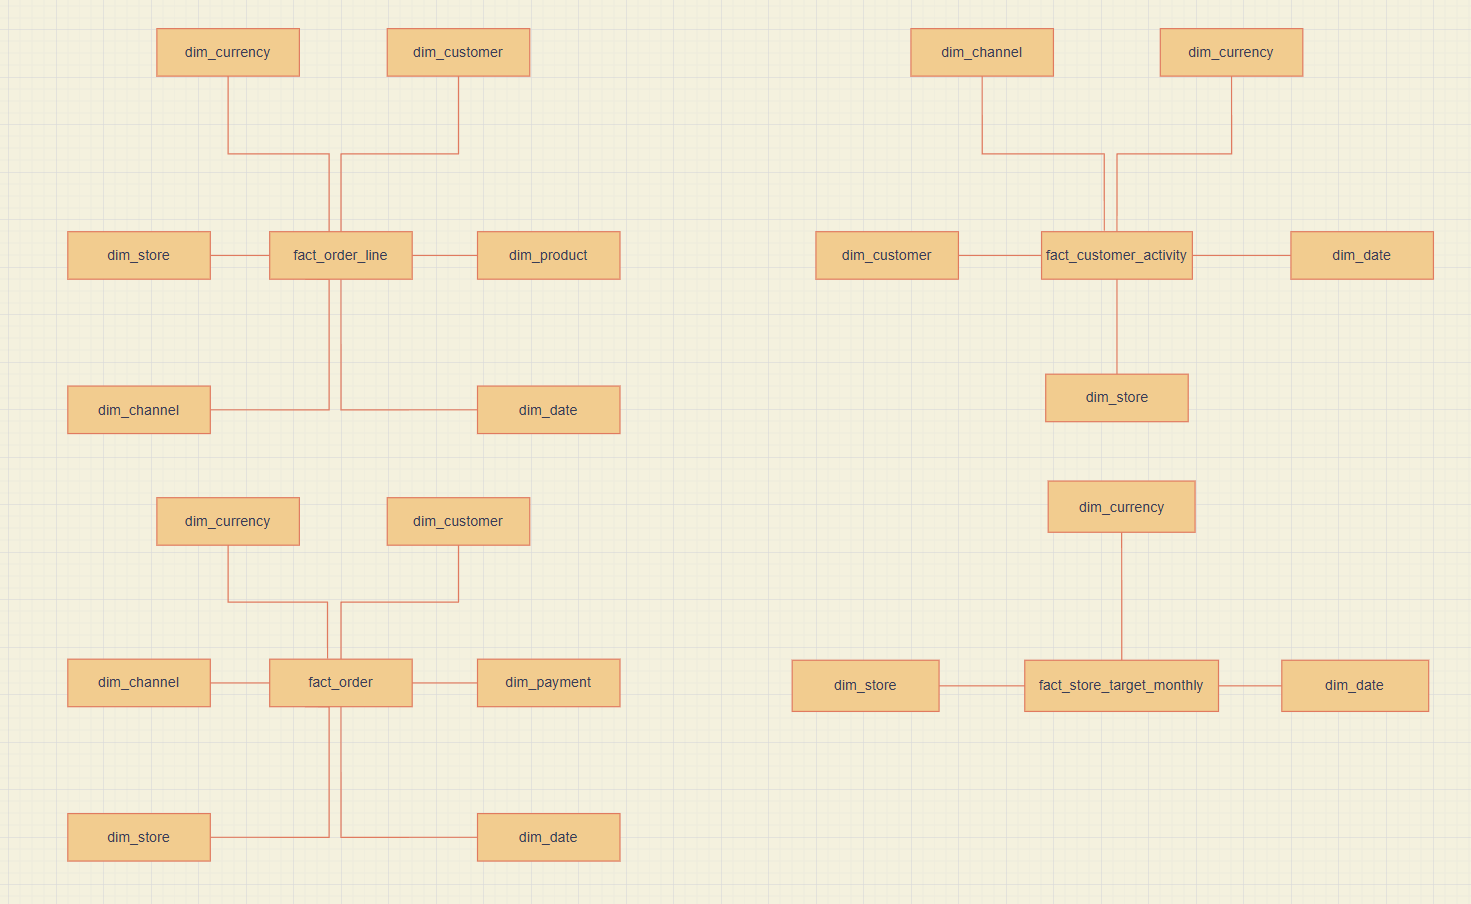 dim_currency
dim_customer
dim_store
fact_order_line
dim_product
dim_channel
dim_date
dim_channel
dim_currency
dim_customer
fact_customer_activity
dim_date
dim_store
dim_currency
dim_customer
dim_channel
fact_order
dim_payment
dim_store
dim_date
dim_currency
dim_store
fact_store_target_monthly
dim_date